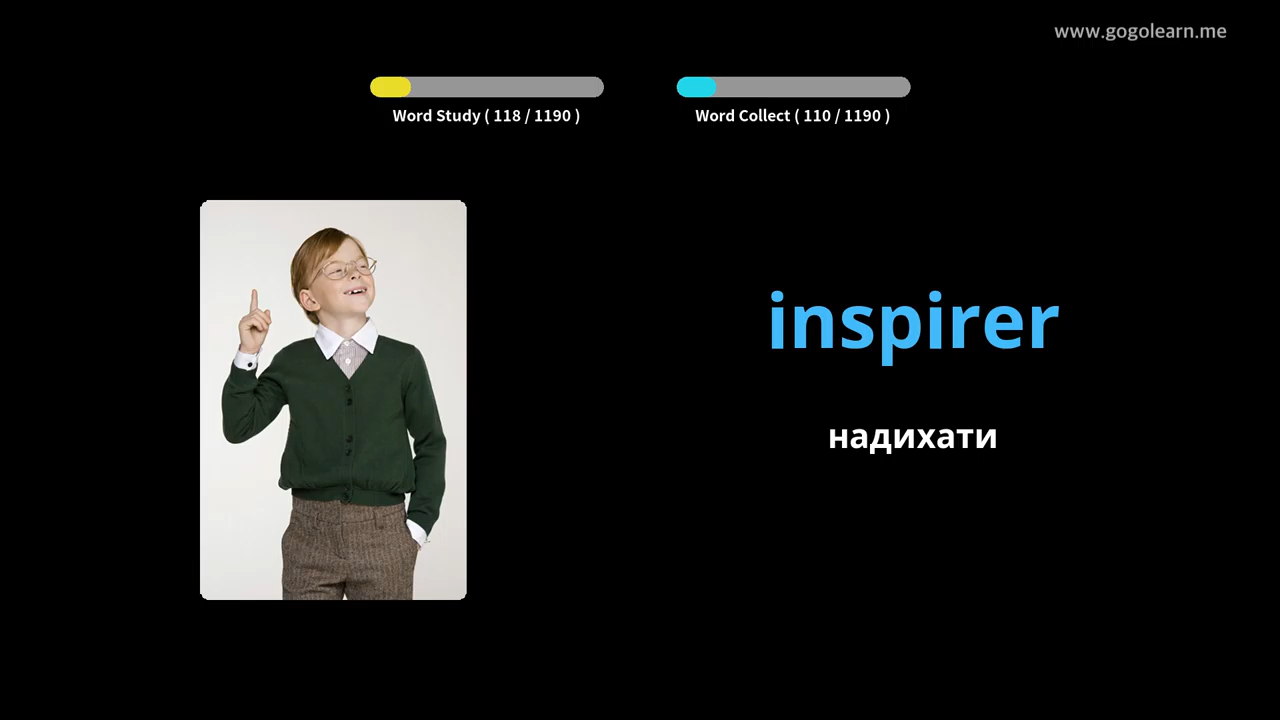 www.gogolearn.me
Word Study ( 118 / 1190 )
Word Collect ( 110 / 1190 )
inspirer
надихати